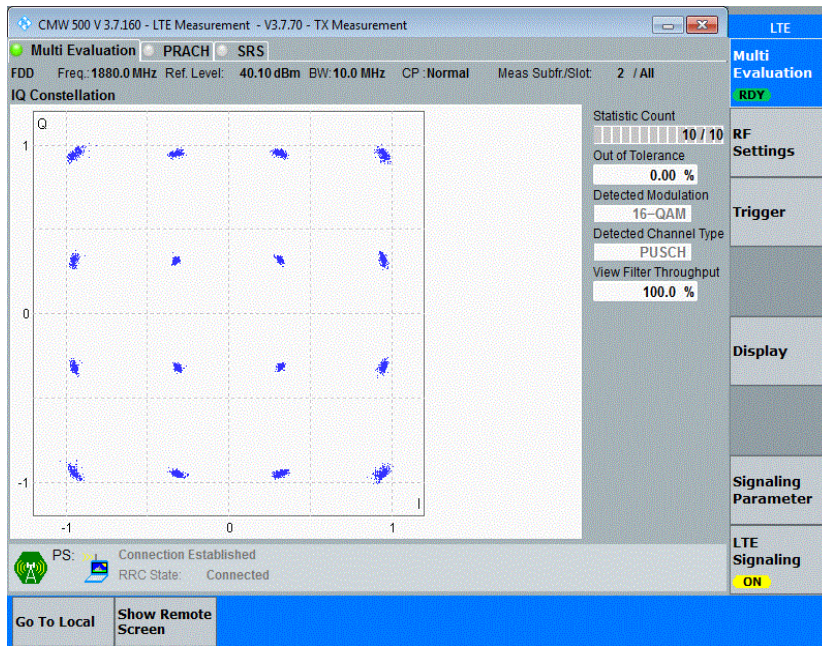 CMW 500 V 3.7.160 - LTE Measurement - V3.7.70 - TX Measurement
LTE
Multi Evaluation PRACH SRS
Multi
Evaluation
RDY
FDD Freq.: 1880.0 MHz Ref. Level: 40.10 dBm BW: 10.0 MHz CP : Normal Meas Subfr./Slot: 2 / All
IQ Constellation
Q
1
0
-1
I
-1 0 1
Statistic Count
10 / 10
Out of Tolerance
0.00 %
Detected Modulation
16-QAM
Detected Channel Type
PUSCH
View Filter Throughput
100.0 %
RF
Settings
Trigger
Display
Signaling
Parameter
LTE
Signaling
ON
PS: Connection Established
RRC State: Connected
Go To Local
Show Remote
Screen